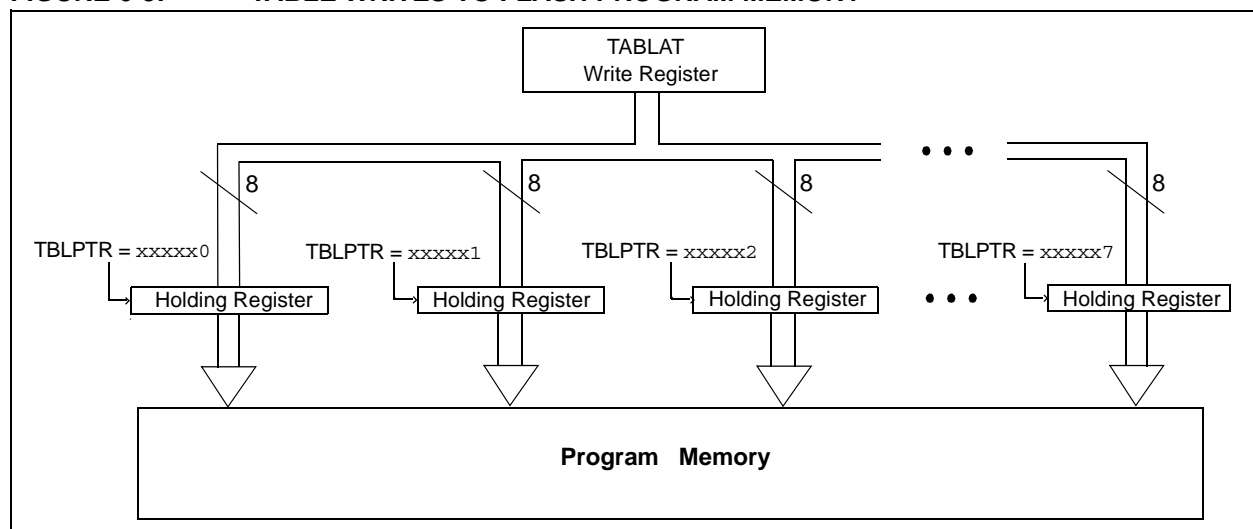 TABLAT
Write Register
• • •
8
8
8
8
TBLPTR = xxxxx0
TBLPTR = xxxxx1
TBLPTR = xxxxx2
TBLPTR = xxxxx7
Holding Register
Holding Register
Holding Register
• • •
Holding Register
Program Memory